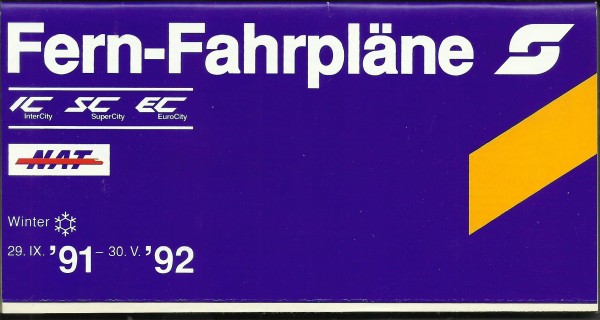 Fern-Fahrpläne
IC SC EC
InterCity SuperCity EuroCity
NAT
Winter
29. IX. '91 – 30. V. '92